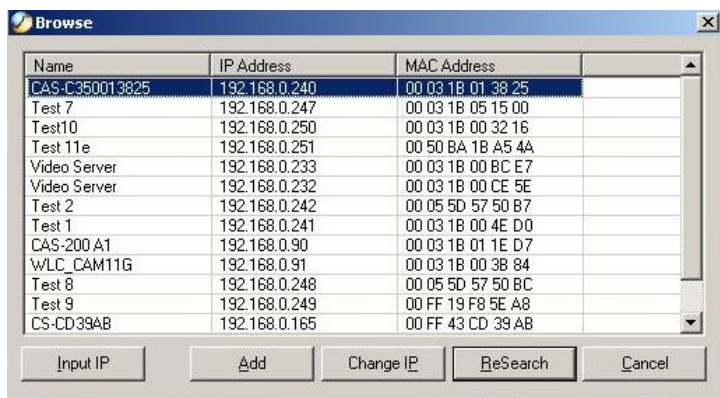 Browse
Name IP Address MAC Address
CAS-C350013825 192.168.0.240 00 03 1B 01 38 25
Test 7 192.168.0.247 00 03 1B 05 15 00
Test10 192.168.0.250 00 03 1B 00 32 16
Test 11e 192.168.0.251 00 50 BA 1B A5 4A
Video Server 192.168.0.233 00 03 1B 00 BC E7
Video Server 192.168.0.232 00 03 1B 00 CE 5E
Test 2 192.168.0.242 00 05 5D 57 50 B7
Test 1 192.168.0.241 00 03 1B 00 4E D0
CAS-200 A1 192.168.0.90 00 03 1B 01 1E D7
WLC_CAM11G 192.168.0.91 00 03 1B 00 3B 84
Test 8 192.168.0.248 00 05 5D 57 50 BC
Test 9 192.168.0.249 00 FF 19 F8 5E A8
CS-CD39AB 192.168.0.165 00 FF 43 CD 39 AB
Input IP Add Change IP ReSearch Cancel